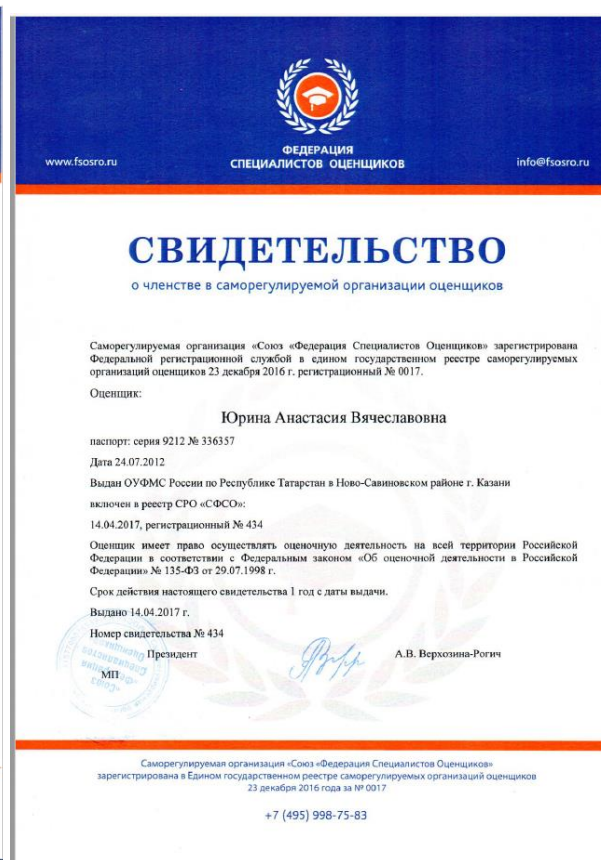 www.fsosro.ru
ФЕДЕРАЦИЯ
СПЕЦИАЛИСТОВ ОЦЕНЩИКОВ
info@fsosro.ru
СВИДЕТЕЛЬСТВО
о членстве в саморегулируемой организации оценщиков
Саморегулируемая организация «Союз «Федерация Специалистов Оценщиков» зарегистрирована
Федеральной регистрационной службой в едином государственном реестре саморегулируемых
организаций оценщиков 23 декабря 2016 г. регистрационный № 0017.
Оценщик:
Юрина Анастасия Вячеславовна
паспорт: серия 9212 № 336357
Дата 24.07.2012
Выдан ОУФМС России по Республике Татарстан в Ново-Савиновском районе г. Казани
включен в реестр СРО «СФСО»:
14.04.2017, регистрационный № 434
Оценщик имеет право осуществлять оценочную деятельность на всей территории Российской
Федерации в соответствии с Федеральным законом «Об оценочной деятельности в Российской
Федерации» № 135-ФЗ от 29.07.1998 г.
Срок действия настоящего свидетельства 1 год с даты выдачи.
Выдано 14.04.2017 г.
Номер свидетельства № 434
Президент
А.В. Верхозина-Рогич
МП
"Союз
"Федерация
Специалистов
Оценщиков"
Саморегулируемая организация «Союз «Федерация Специалистов Оценщиков»
зарегистрирована в Едином государственном реестре саморегулируемых организаций оценщиков
23 декабря 2016 года за № 0017
+7 (495) 998-75-83